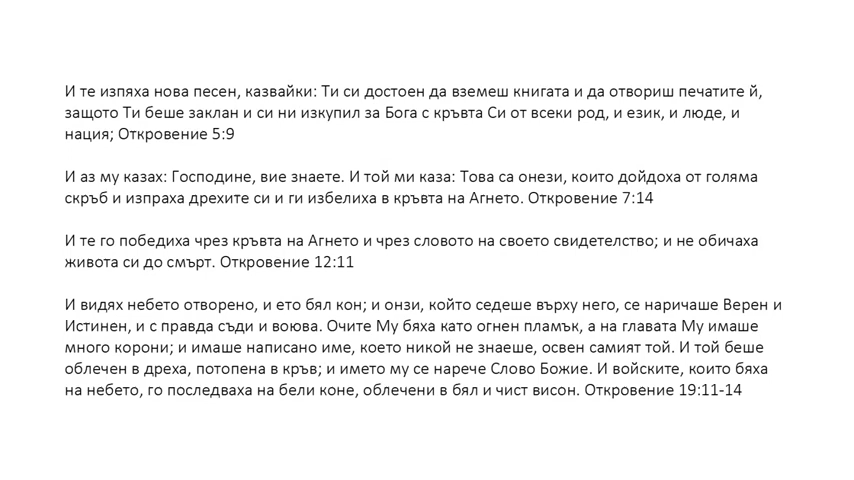 И те изпяха нова песен, казвайки: Ти си достоен да вземеш книгата и да отвориш печатите й,
защото Ти беше заклан и си ни изкупил за Бога с кръвта Си от всеки род, и език, и люде, и
нация; Откровение 5:9
И аз му казах: Господине, вие знаете. И той ми каза: Това са онези, които дойдоха от голяма
скръб и изпраха дрехите си и ги избелиха в кръвта на Агнето. Откровение 7:14
И те го победиха чрез кръвта на Агнето и чрез словото на своето свидетелство; и не обичаха
живота си до смърт. Откровение 12:11
И видях небето отворено, и ето бял кон; и онзи, който седеше върху него, се наричаше Верен и
Истинен, и с правда съди и воюва. Очите Му бяха като огнен пламък, а на главата Му имаше
много корони; и имаше написано име, което никой не знаеше, освен самият той. И той беше
облечен в дреха, потопена в кръв; и името му се нарече Слово Божие. И войските, които бяха
на небето, го последваха на бели коне, облечени в бял и чист висон. Откровение 19:11-14